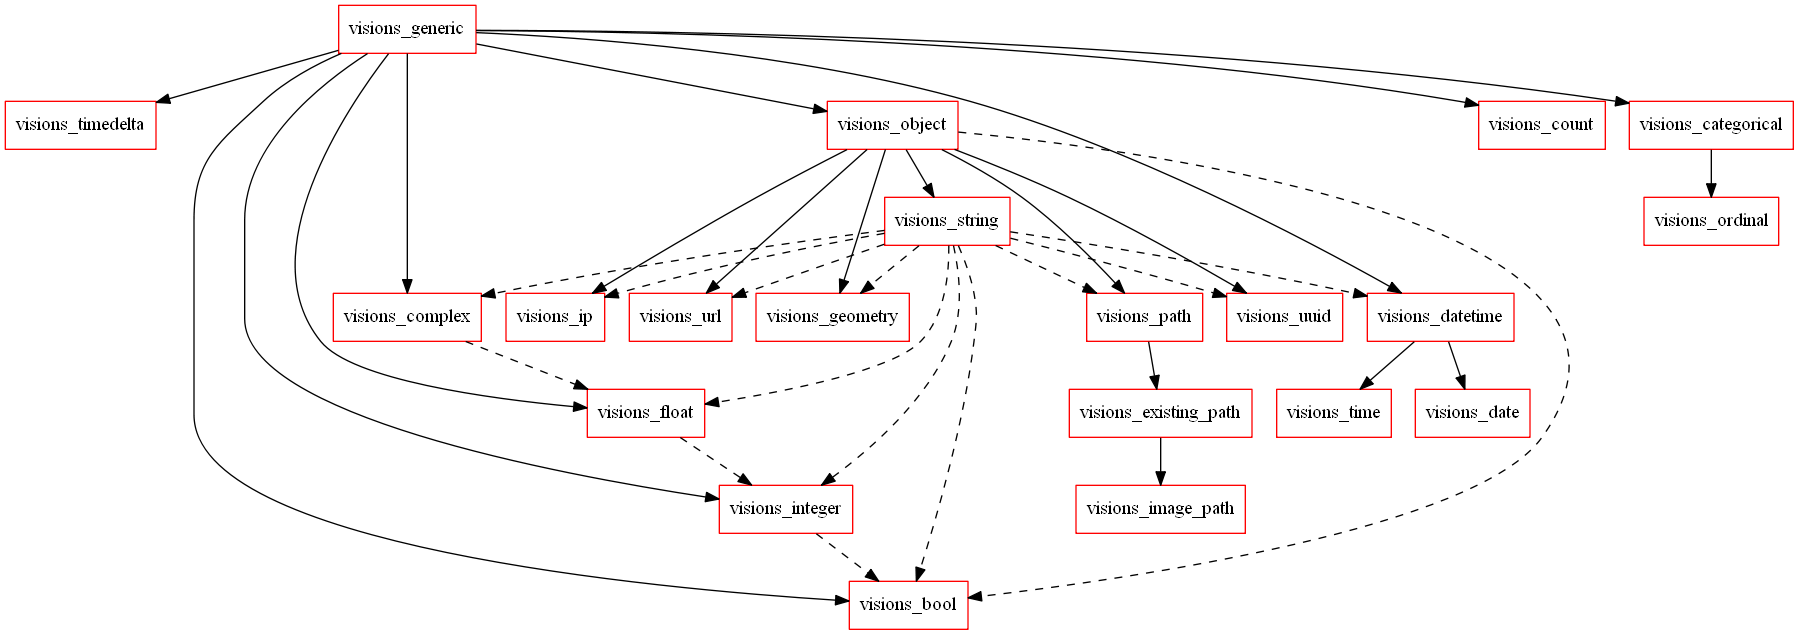 visions_generic
visions_timedelta
visions_object
visions_count
visions_categorical
visions_string
visions_ordinal
visions_complex
visions_ip
visions_url
visions_geometry
visions_path
visions_uuid
visions_datetime
visions_float
visions_existing_path
visions_time
visions_date
visions_integer
visions_image_path
visions_bool